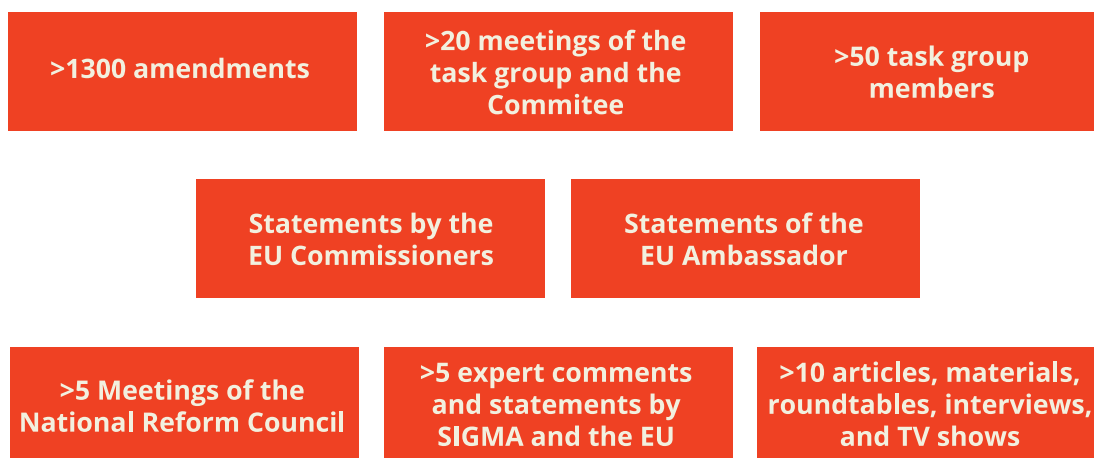 >1300 amendments
>20 meetings of the
task group and the
Commitee
>50 task group
members
Statements by the
EU Commissioners
Statements of the
EU Ambassador
>5 Meetings of the
National Reform Council
>5 expert comments
and statements by
SIGMA and the EU
>10 articles, materials,
roundtables, interviews,
and TV shows